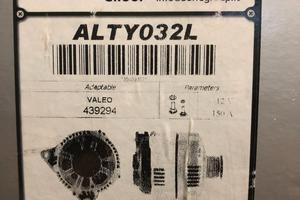 ALTY032L
Adaptable
Parameters
VALEO
439294
12 V
150 A